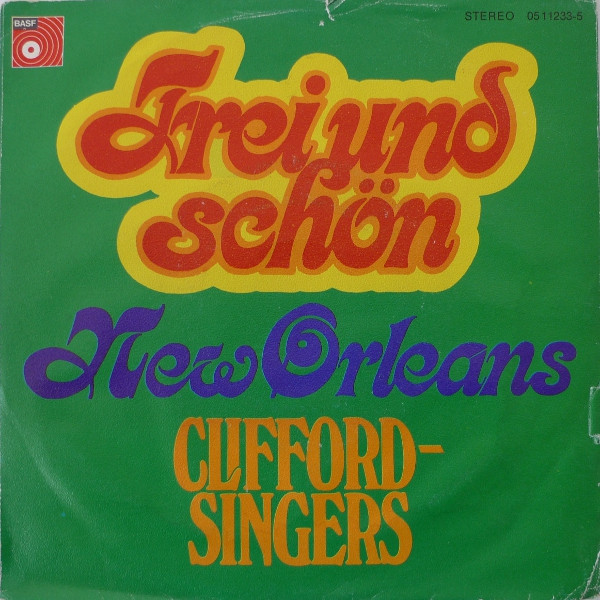 BASF
STEREO 0511233-5
Frei und
schön
New Orleans
CLIFFORD-
SINGERS